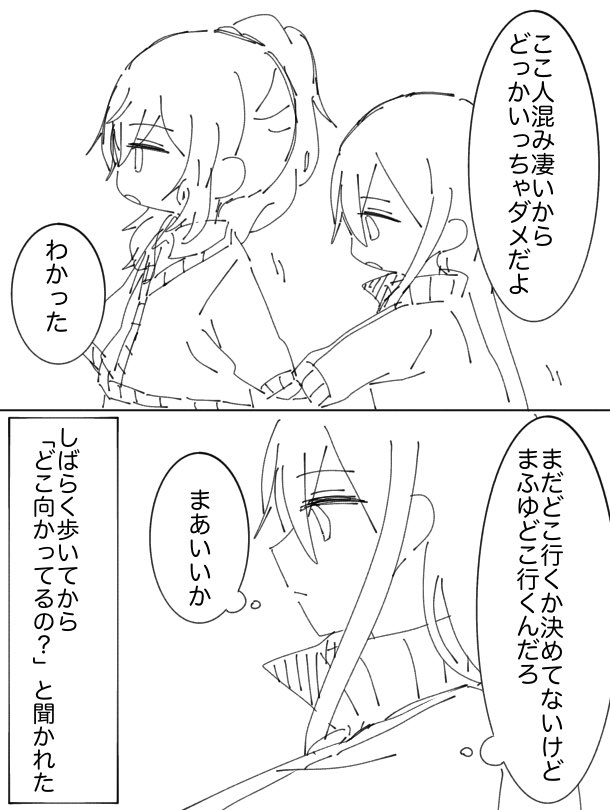 ここ人混み凄いから
どっかいっちゃダメだよ
わかった
まだどこ行くか決めてないけど
まふゆどこ行くんだろ
まあいいか
しばらく歩いてから
「どこ向かってるの？」と聞かれた